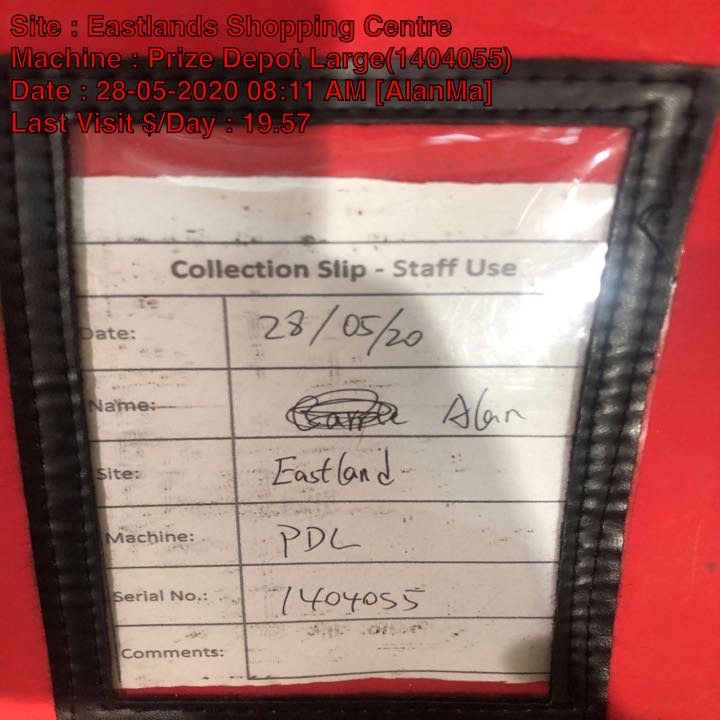 Site : Eastlands Shopping Centre
Machine : Prize Depot Large(1404055)
Date : 28-05-2020 08:11 AM [AlanMa]
Last Visit $/Day : 19.57
Collection Slip - Staff Use
Date: 28/05/20
Name: Alan
Site: Eastland
Machine: PDL
Serial No.: 1404055
Comments: